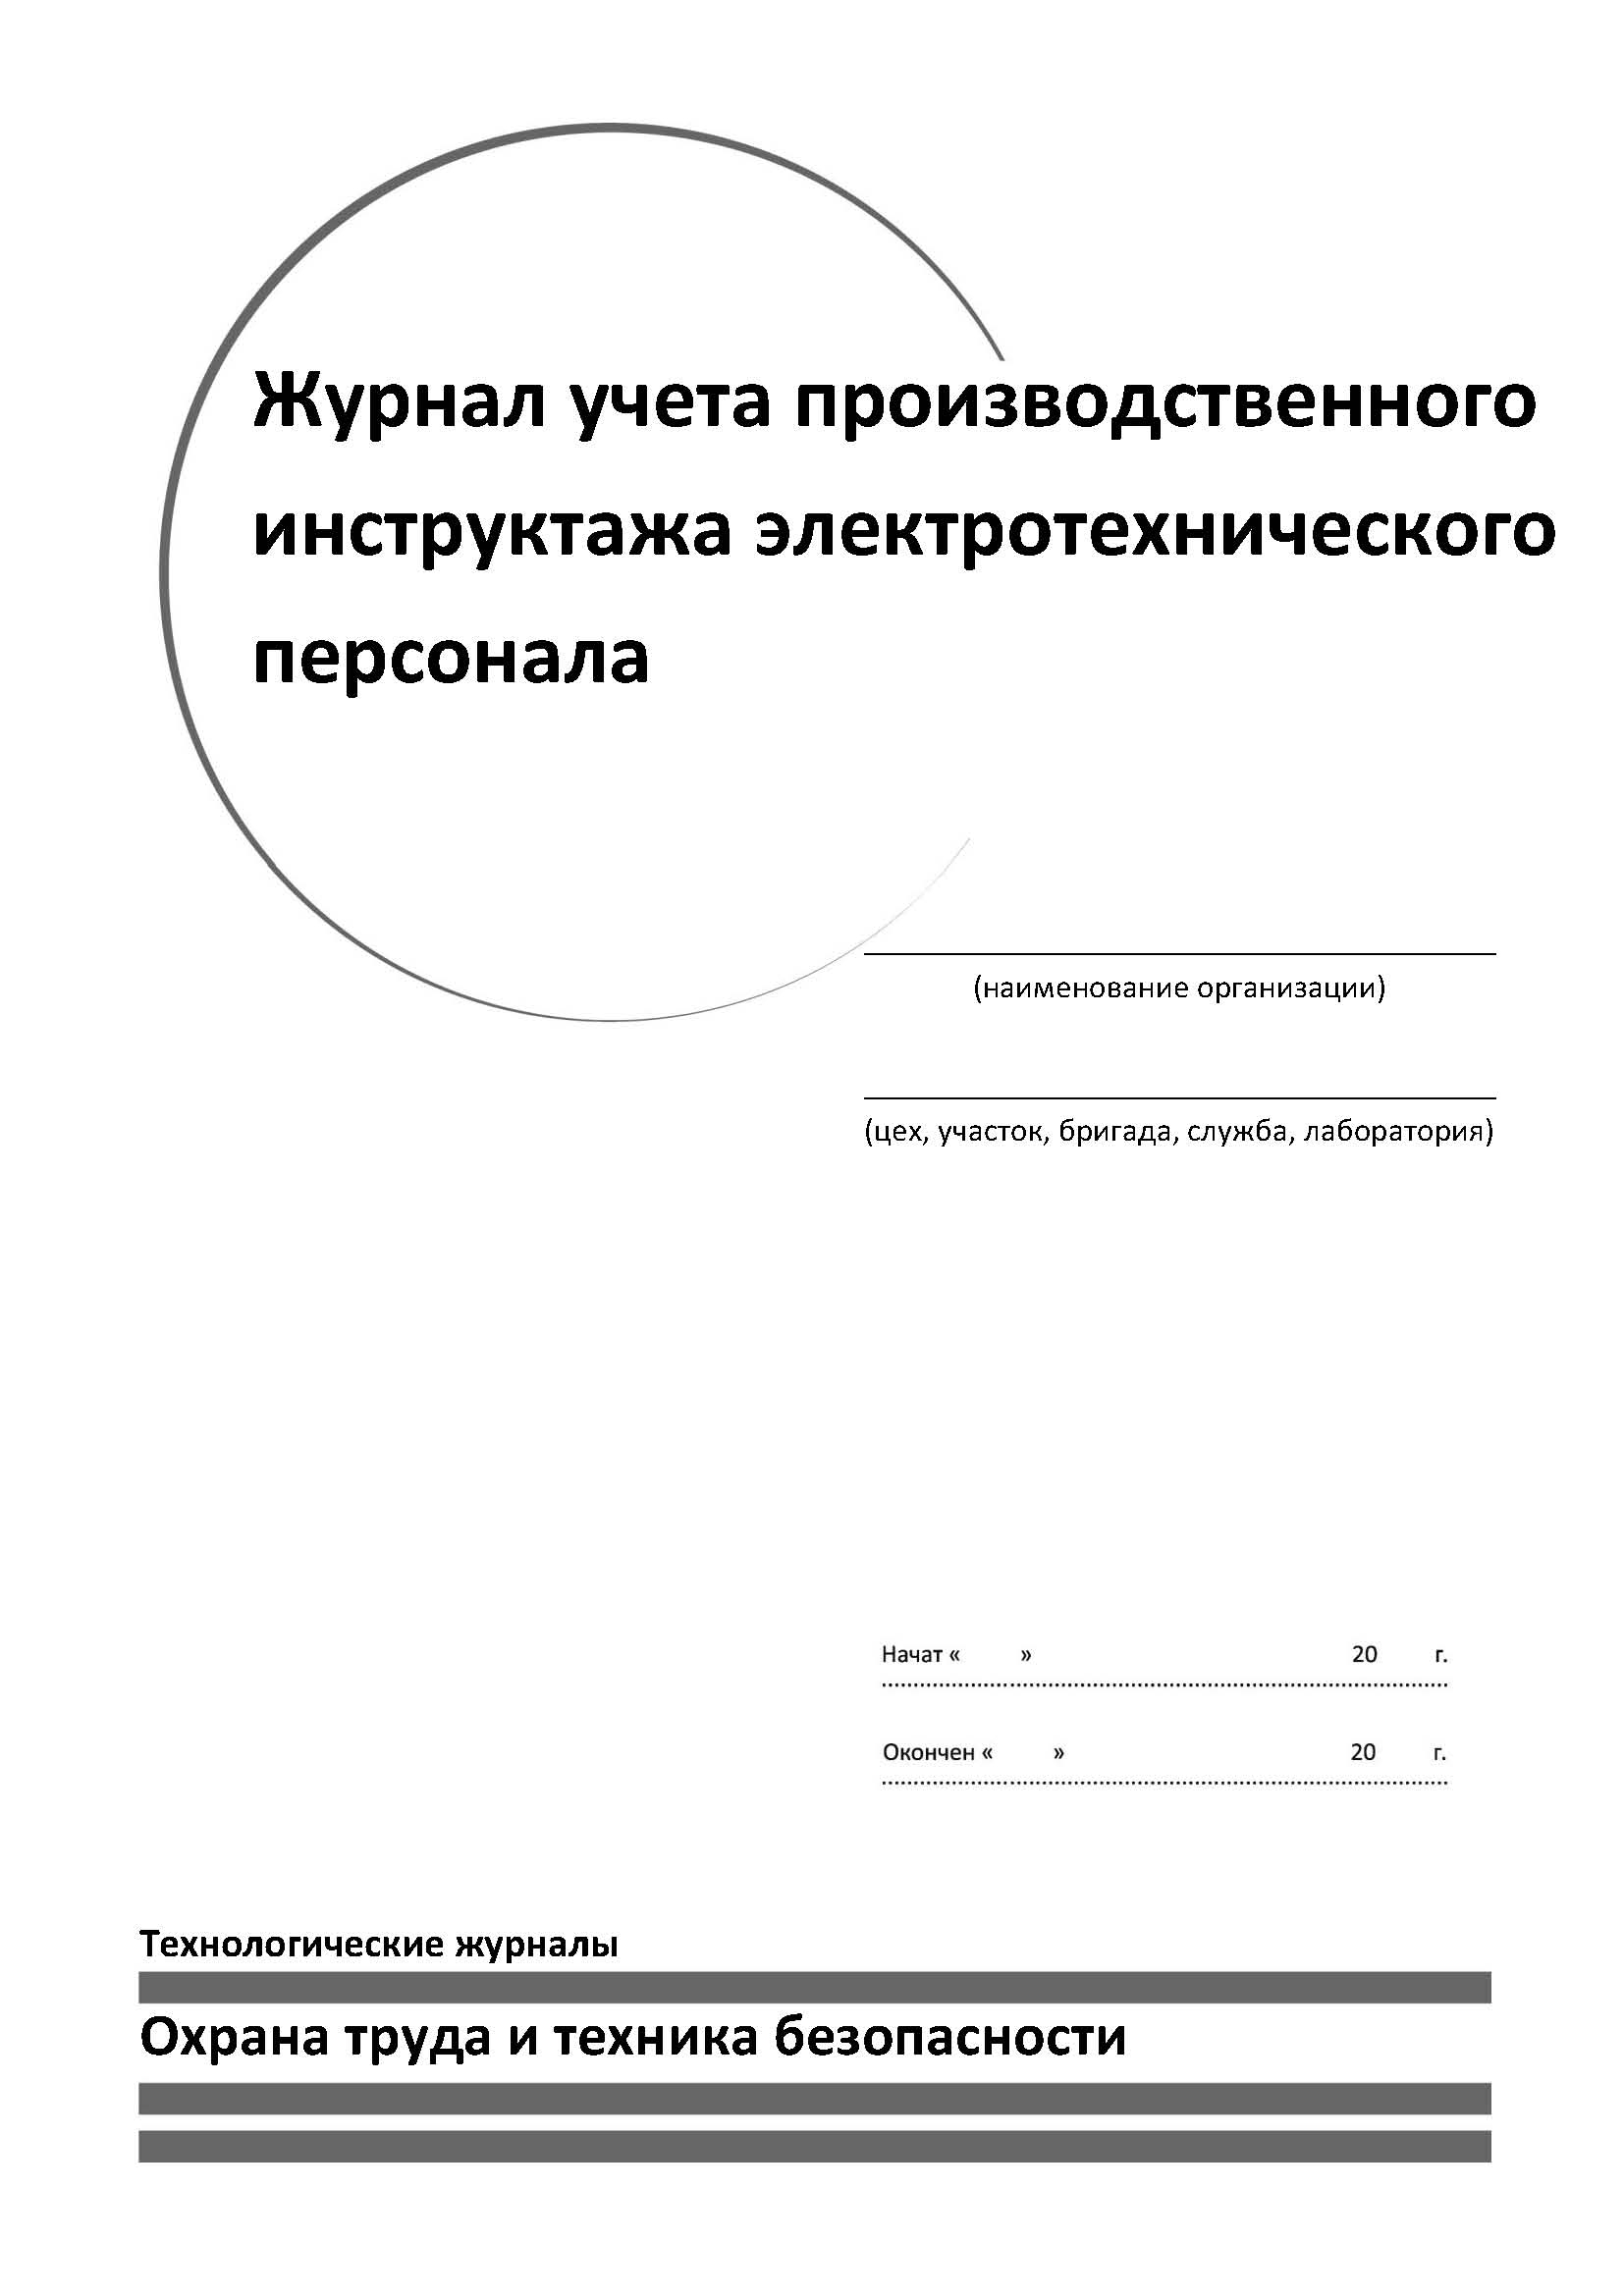 Журнал учета производственного
инструктажа электротехнического
персонала
(наименование организации)
(цех, участок, бригада, служба, лаборатория)
Начат « » 20 г.
Окончен « » 20 г.
Технологические журналы
Охрана труда и техника безопасности